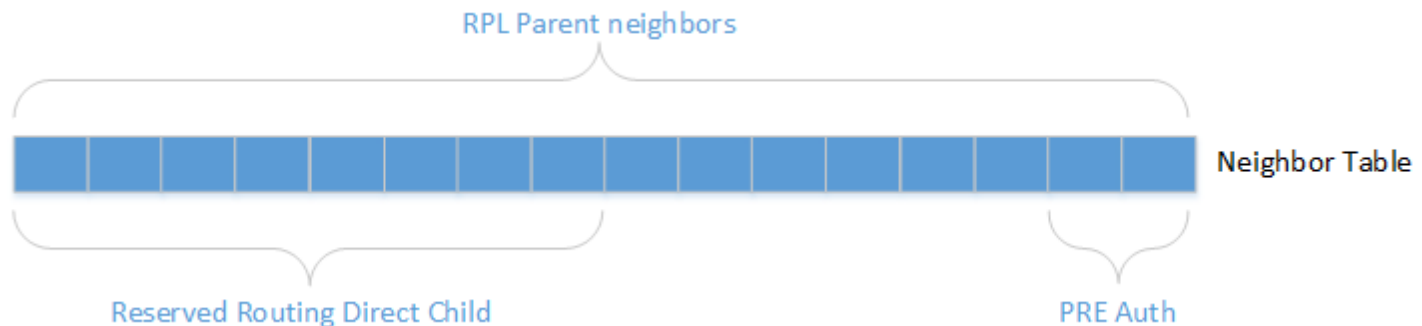 RPL Parent neighbors
Neighbor Table
Reserved Routing Direct Child
PRE Auth